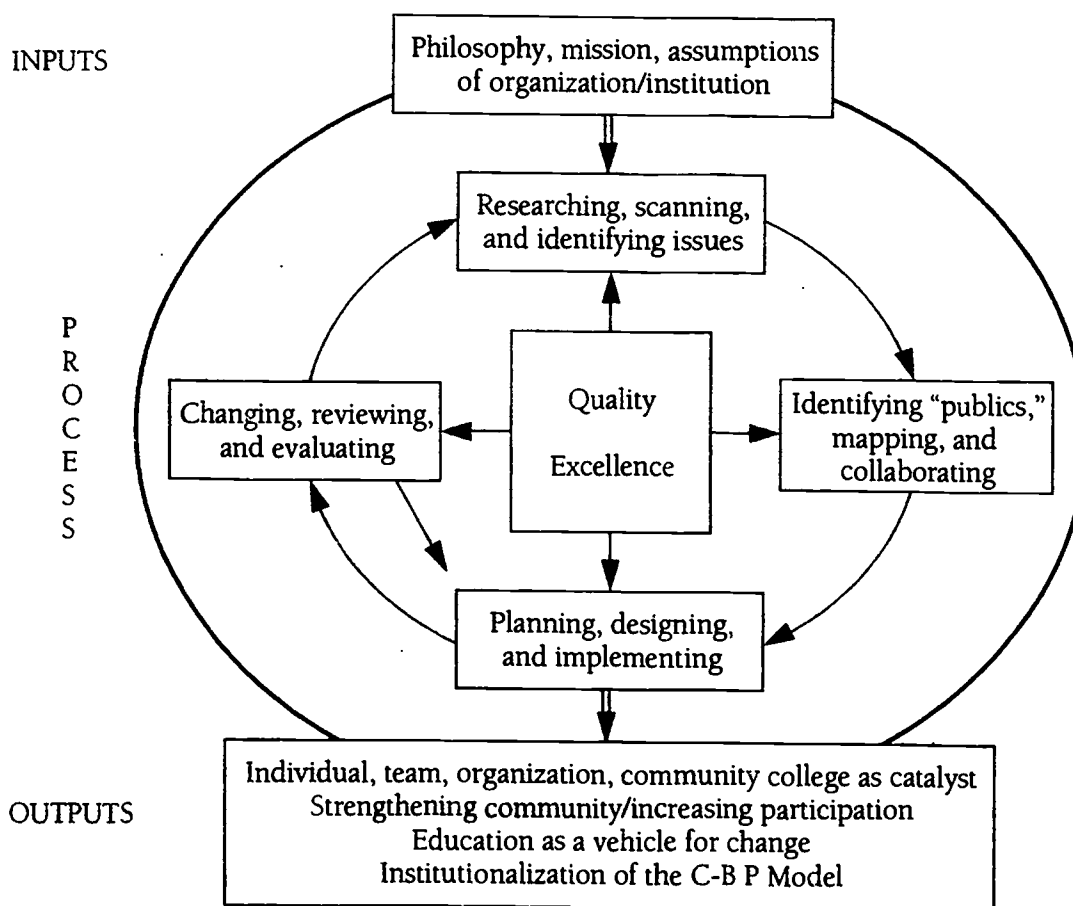 INPUTS
Philosophy, mission, assumptions
of organization/institution
Researching, scanning,
and identifying issues
P
R
O
C
E
S
S
Changing, reviewing,
and evaluating
Quality
Excellence
Identifying “publics,”
mapping, and
collaborating
Planning, designing,
and implementing
OUTPUTS
Individual, team, organization, community college as catalyst
Strengthening community/increasing participation
Education as a vehicle for change
Institutionalization of the C-B P Model